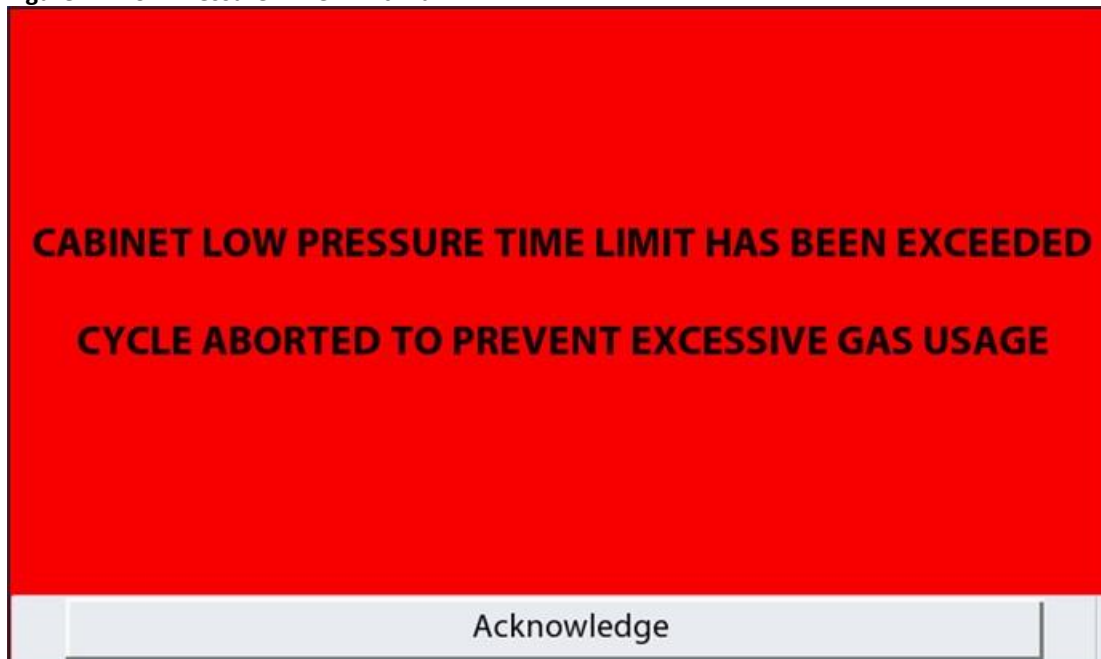 CABINET LOW PRESSURE TIME LIMIT HAS BEEN EXCEEDED
CYCLE ABORTED TO PREVENT EXCESSIVE GAS USAGE
Acknowledge